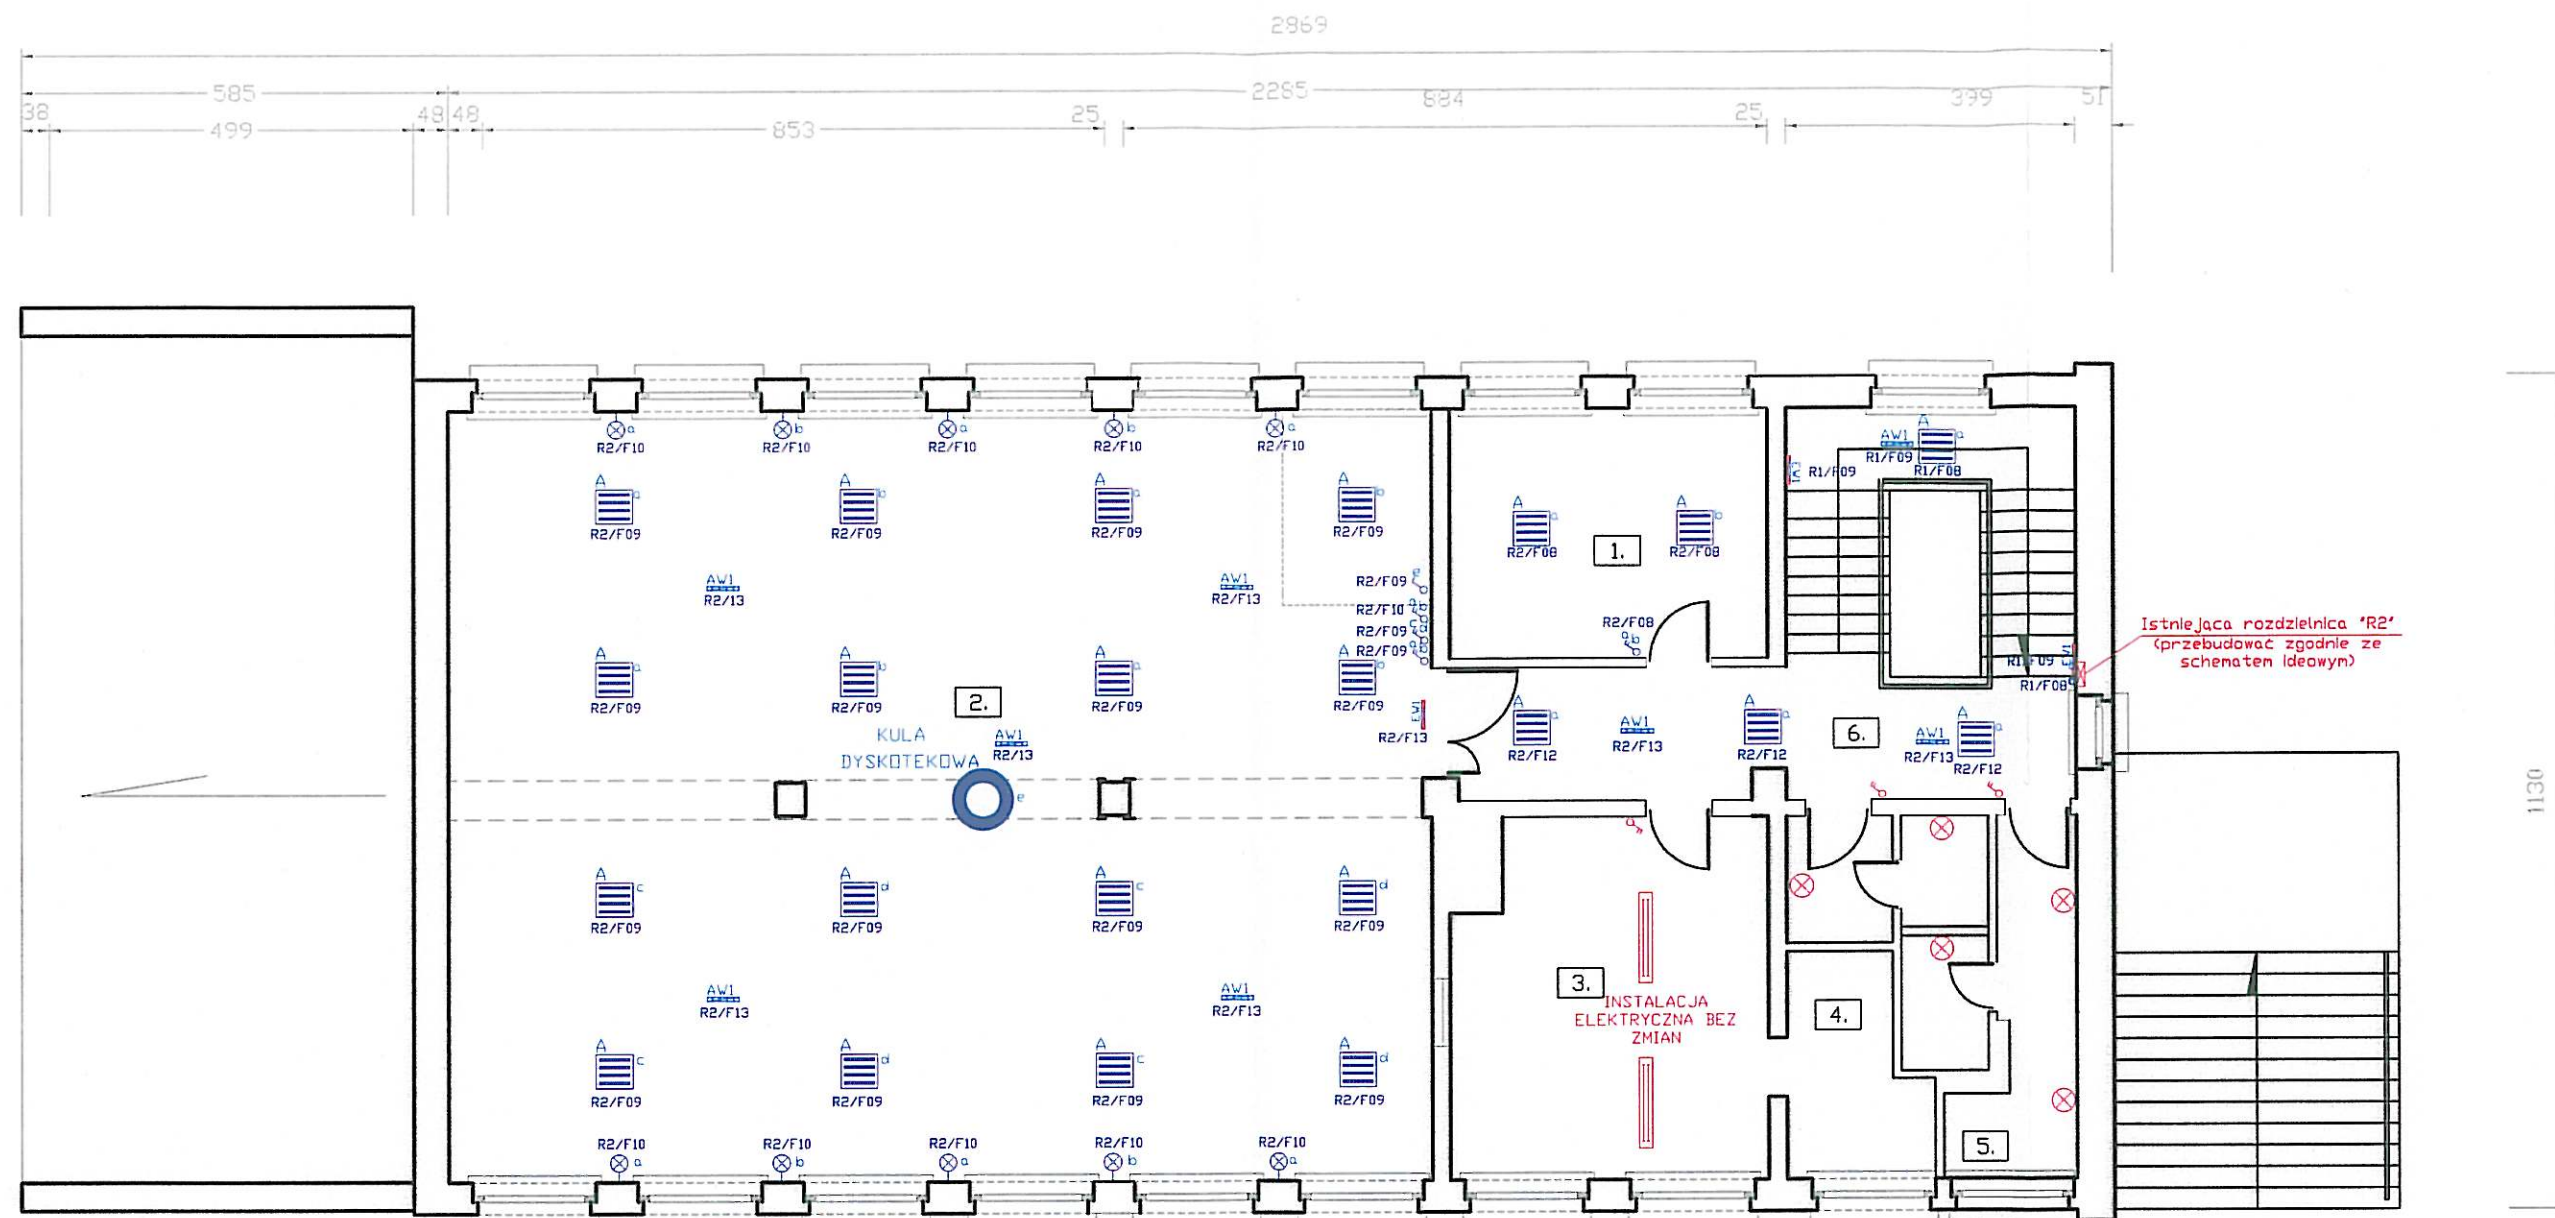 2869
585
2285
884
399
51
38
499
48
48
853
25
25
a
b
a
b
a
R2/F10
R2/F10
R2/F10
R2/F10
R2/F10
A
a
AW1
R1/F09
R1/F08
R1/F09
A a
A b
A a
A b
R2/F09
R2/F09
R2/F09
R2/F09
A a
A b
R2/F08
R2/F08
1.
AW1
R2/13
AW1
R2/F13
R2/F09
e
R2/F10
a b
R2/F09
c d
R2/F09
a b
R2/F08
a b
Istniejąca rozdzielnica "R2"
(przebudować zgodnie ze
schematem ideowym)
R1/F09
R1/F08
A a
A b
A a
A b
R2/F09
R2/F09
R2/F09
R2/F09
2.
KULA
DYSKOTEKOWA
AW1
R2/13
e
EW1
R2/F13
A a
R2/F12
AW1
R2/F13
A a
R2/F12
6.
AW1
R2/F13
A a
R2/F12
1130
a
A c
A d
A c
A d
R2/F09
R2/F09
R2/F09
R2/F09
AW1
R2/F13
AW1
R2/F13
3.
INSTALACJA
ELEKTRYCZNA BEZ
ZMIAN
4.
A c
A d
A c
A d
R2/F09
R2/F09
R2/F09
R2/F09
R2/F10
R2/F10
R2/F10
R2/F10
R2/F10
a
b
a
b
a
5.